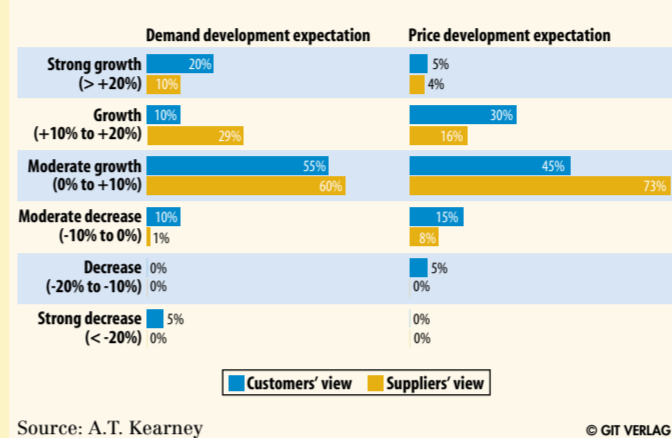 Demand development expectation Price development expectation
Strong growth 20% 5%
(> +20%) 10% 4%
Growth 10% 30%
(+10% to +20%) 29% 16%
Moderate growth 55% 45%
(0% to +10%) 60% 73%
Moderate decrease 10% 15%
(-10% to 0%) 1% 8%
Decrease 0% 5%
(-20% to -10%) 0% 0%
Strong decrease 5% 0%
(< -20%) 0% 0%
Customers' view Suppliers' view
Source: A.T. Kearney © GIT VERLAG